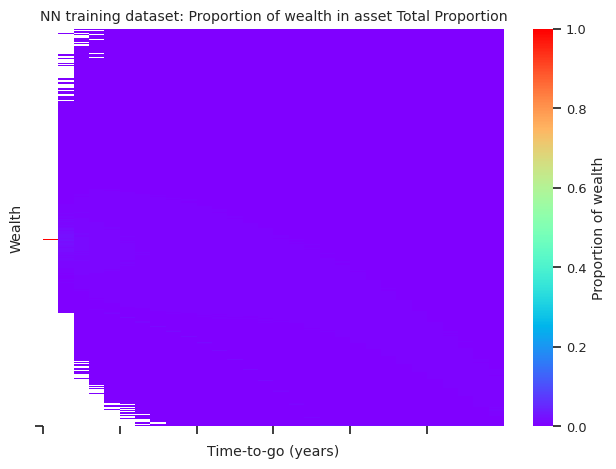 NN training dataset: Proportion of wealth in asset Total Proportion
Wealth
Time-to-go (years)
1.0
0.8
0.6
0.4
0.2
0.0
Proportion of wealth